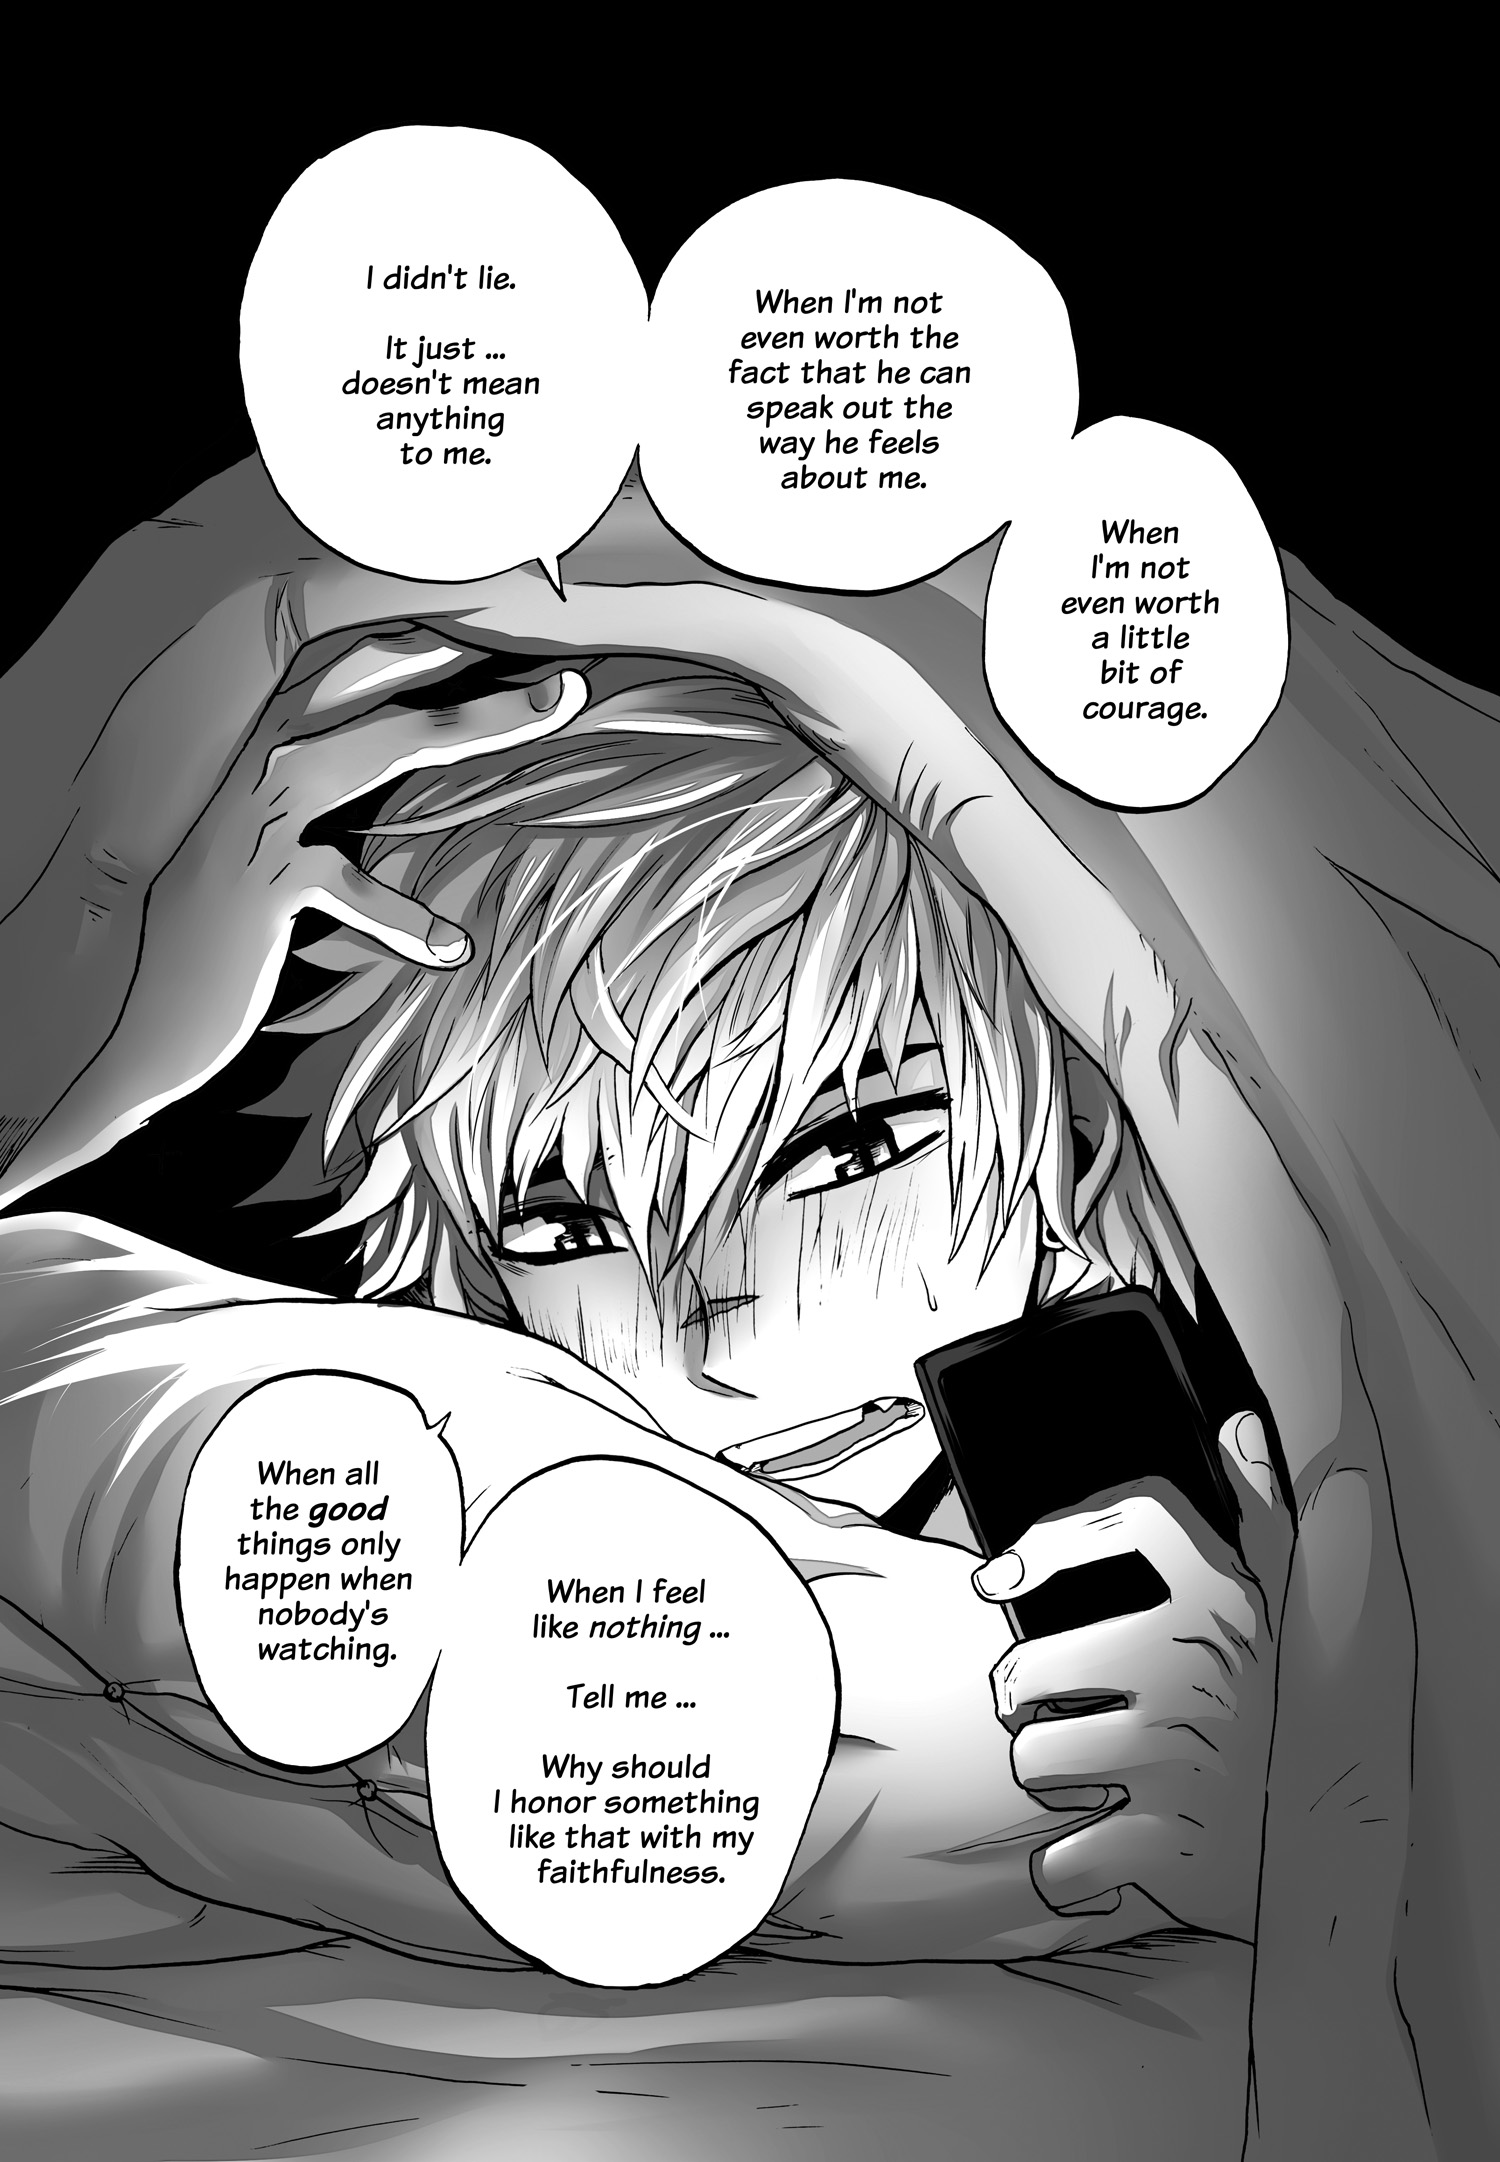 I didn't lie.
It just ...
doesn't mean
anything
to me.
When I'm not
even worth the
fact that he can
speak out the
way he feels
about me.
When
I'm not
even worth
a little
bit of
courage.
When all
the good
things only
happen when
nobody's
watching.
When I feel
like nothing ...
Tell me ...
Why should
I honor something
like that with my
faithfulness.